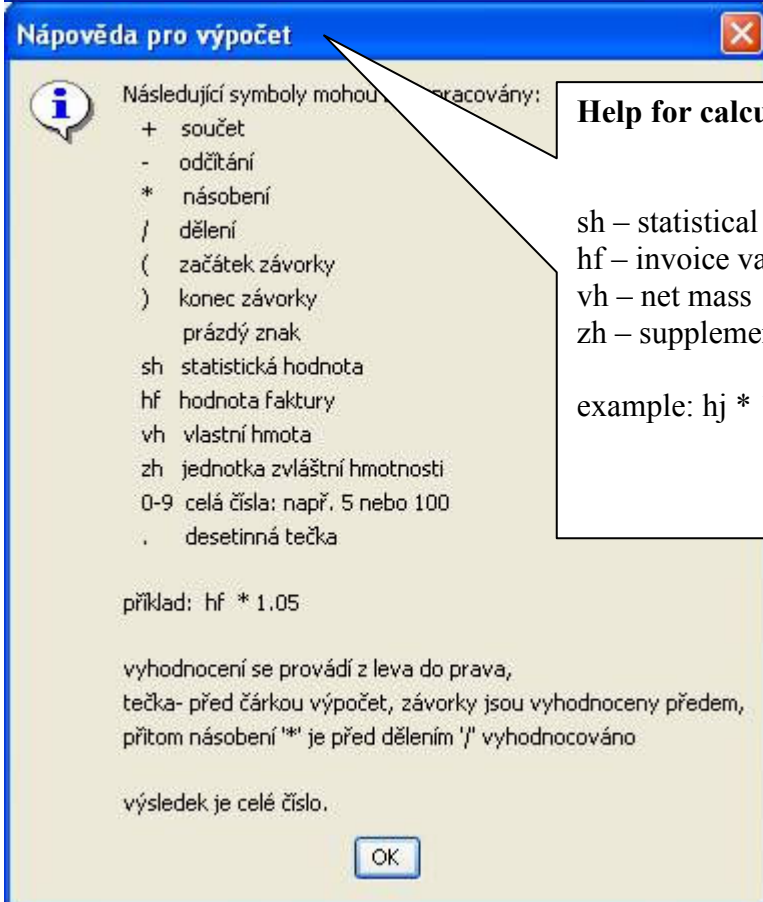 Nápověda pro výpočet
Následující symboly mohou pracovány:
+ součet
- odčítání
* násobení
/ dělení
( začátek závorky
) konec závorky
prázdý znak
sh statistická hodnota
hf hodnota faktury
vh vlastní hmota
zh jednotka zvláštní hmotnosti
0-9 celá čísla: např. 5 nebo 100
. desetinná tečka
příklad: hf * 1.05
vyhodnocení se provádí z leva do prava,
tečka- před čárkou výpočet, závorky jsou vyhodnoceny předem,
přitom násobení '*' je před dělením '/' vyhodnocováno
výsledek je celé číslo.
OK
Help for calcu
sh – statistical
hf – invoice va
vh – net mass
zh – suppleme
example: hj *